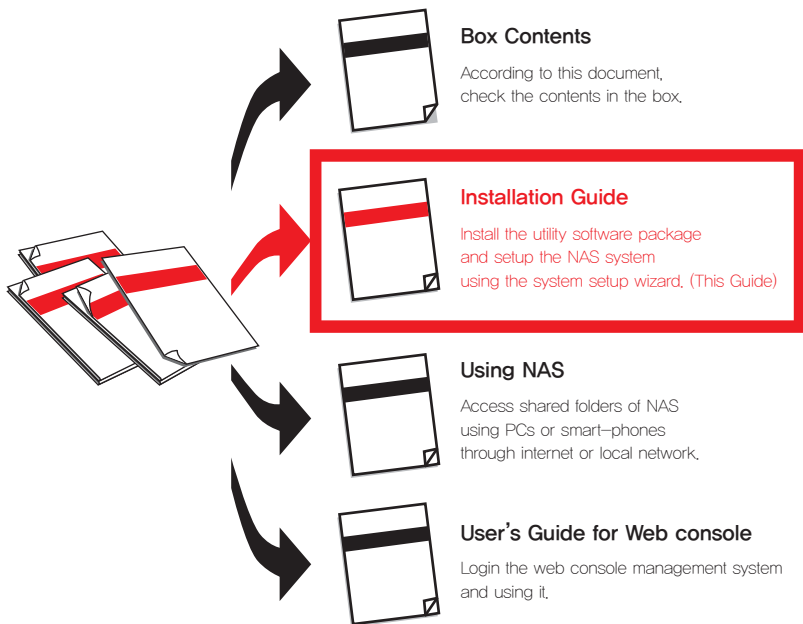 Box Contents
According to this document,
check the contents in the box.
Installation Guide
Install the utility software package
and setup the NAS system
using the system setup wizard. (This Guide)
Using NAS
Access shared folders of NAS
using PCs or smart-phones
through internet or local network.
User's Guide for Web console
Login the web console management system
and using it.